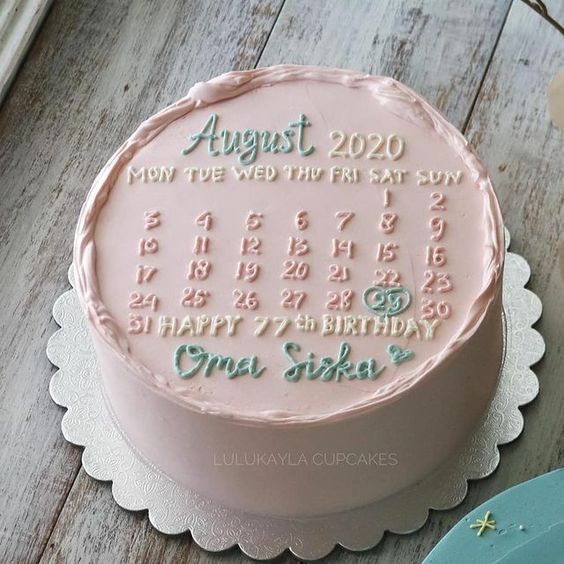 August 2020
MON TUE WED THU FRI SAT SUN
1 2
3 4 5 6 7 8 9
10 11 12 13 14 15 16
17 18 19 20 21 22 23
24 25 26 27 28 29 30
31 HAPPY 77th BIRTHDAY
Oma Siska
LULUKAYLA CUPCAKES